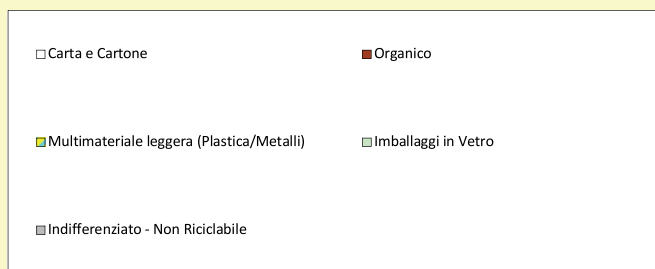 Carta e Cartone
Organico
Multimateriale leggera (Plastica/Metalli)
Imballaggi in Vetro
Indifferenziato - Non Riciclabile